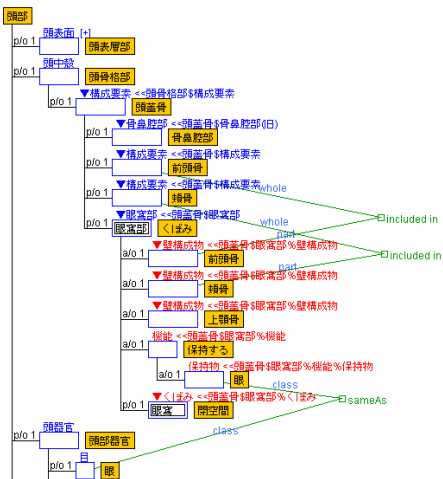 頭部
頭表面 [+]
p/o 1 頭表層部
頭中殻
p/o 1 頭骨格部
▼構成要素 <<頭骨格部$構成要素
p/o 1 頭蓋骨
▼骨鼻腔部 <<頭蓋骨$骨鼻腔部(旧)
p/o 1 骨鼻腔部
▼構成要素 <<頭蓋骨$構成要素
p/o 1 前頭骨
▼構成要素 <<頭蓋骨$構成要素
whole
p/o 1 頬骨
▼眼窩部 <<頭蓋骨$眼窩部
included in
whole
p/o 1 眼窩部 くぼみ
part
▼壁構成物 <<頭蓋骨$眼窩部%壁構成物
included in
a/o 1 前頭骨
part
▼壁構成物 <<頭蓋骨$眼窩部%壁構成物
a/o 1 頬骨
▼壁構成物 <<頭蓋骨$眼窩部%壁構成物
a/o 1 上顎骨
機能 <<頭蓋骨$眼窩部%機能
a/o 1 保持する
保持物 <<頭蓋骨$眼窩部%機能%保持物
a/o 1 眼
class
▼くぼみ <<頭蓋骨$眼窩部%くぼみ
sameAs
p/o 1 眼窩 開空間
頭器官
class
p/o 1 頭部器官
目
p/o 1 眼